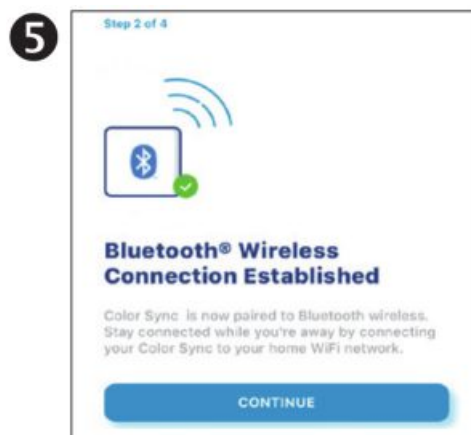 5
Step 2 of 4
Bluetooth® Wireless
Connection Established
Color Sync is now paired to Bluetooth wireless.
Stay connected while you're away by connecting
your Color Sync to your home WiFi network.
CONTINUE